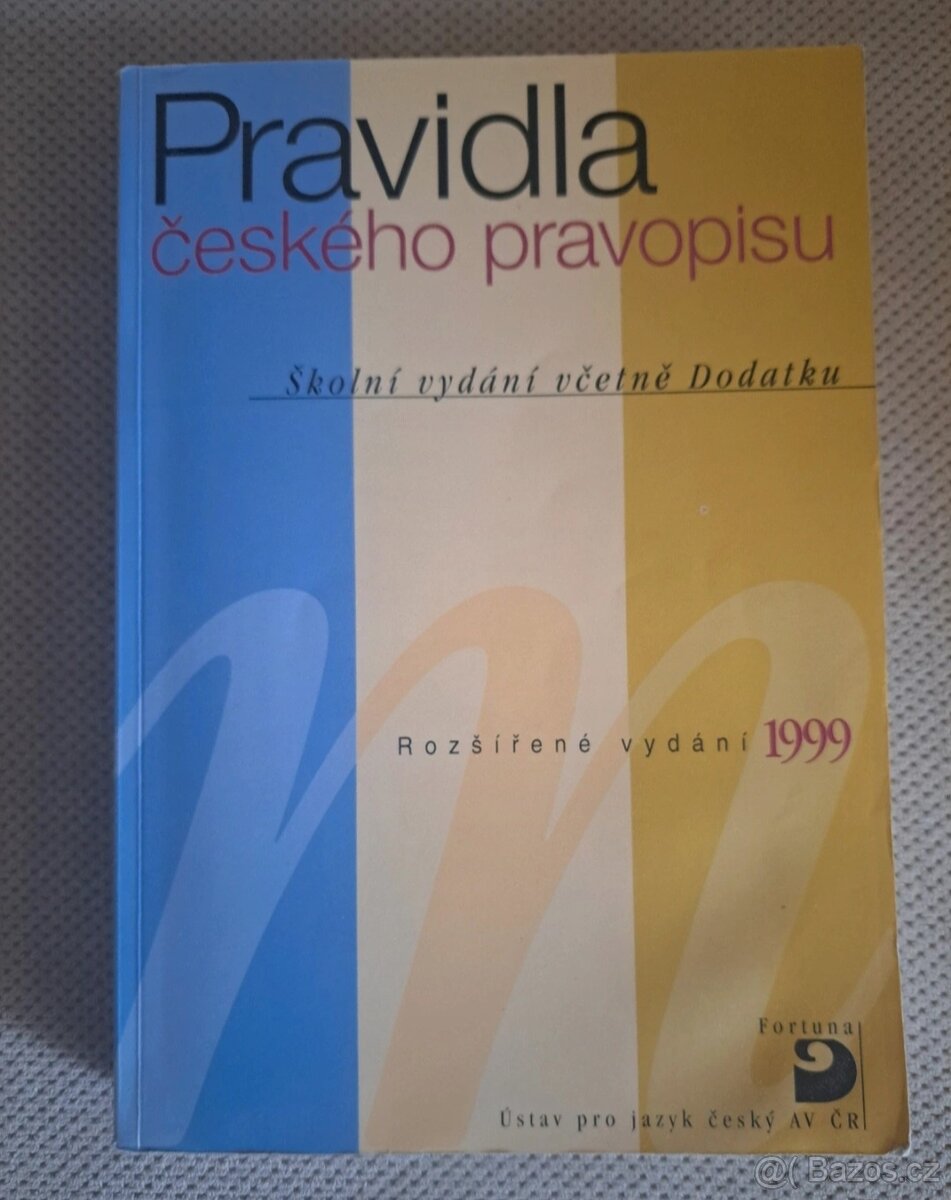 Pravidla
českého pravopisu
Školní vydání včetně Dodatku
Rozšířené vydání 1999
Fortuna
Ústav pro jazyk český AV ČR
@( Bazos.cz